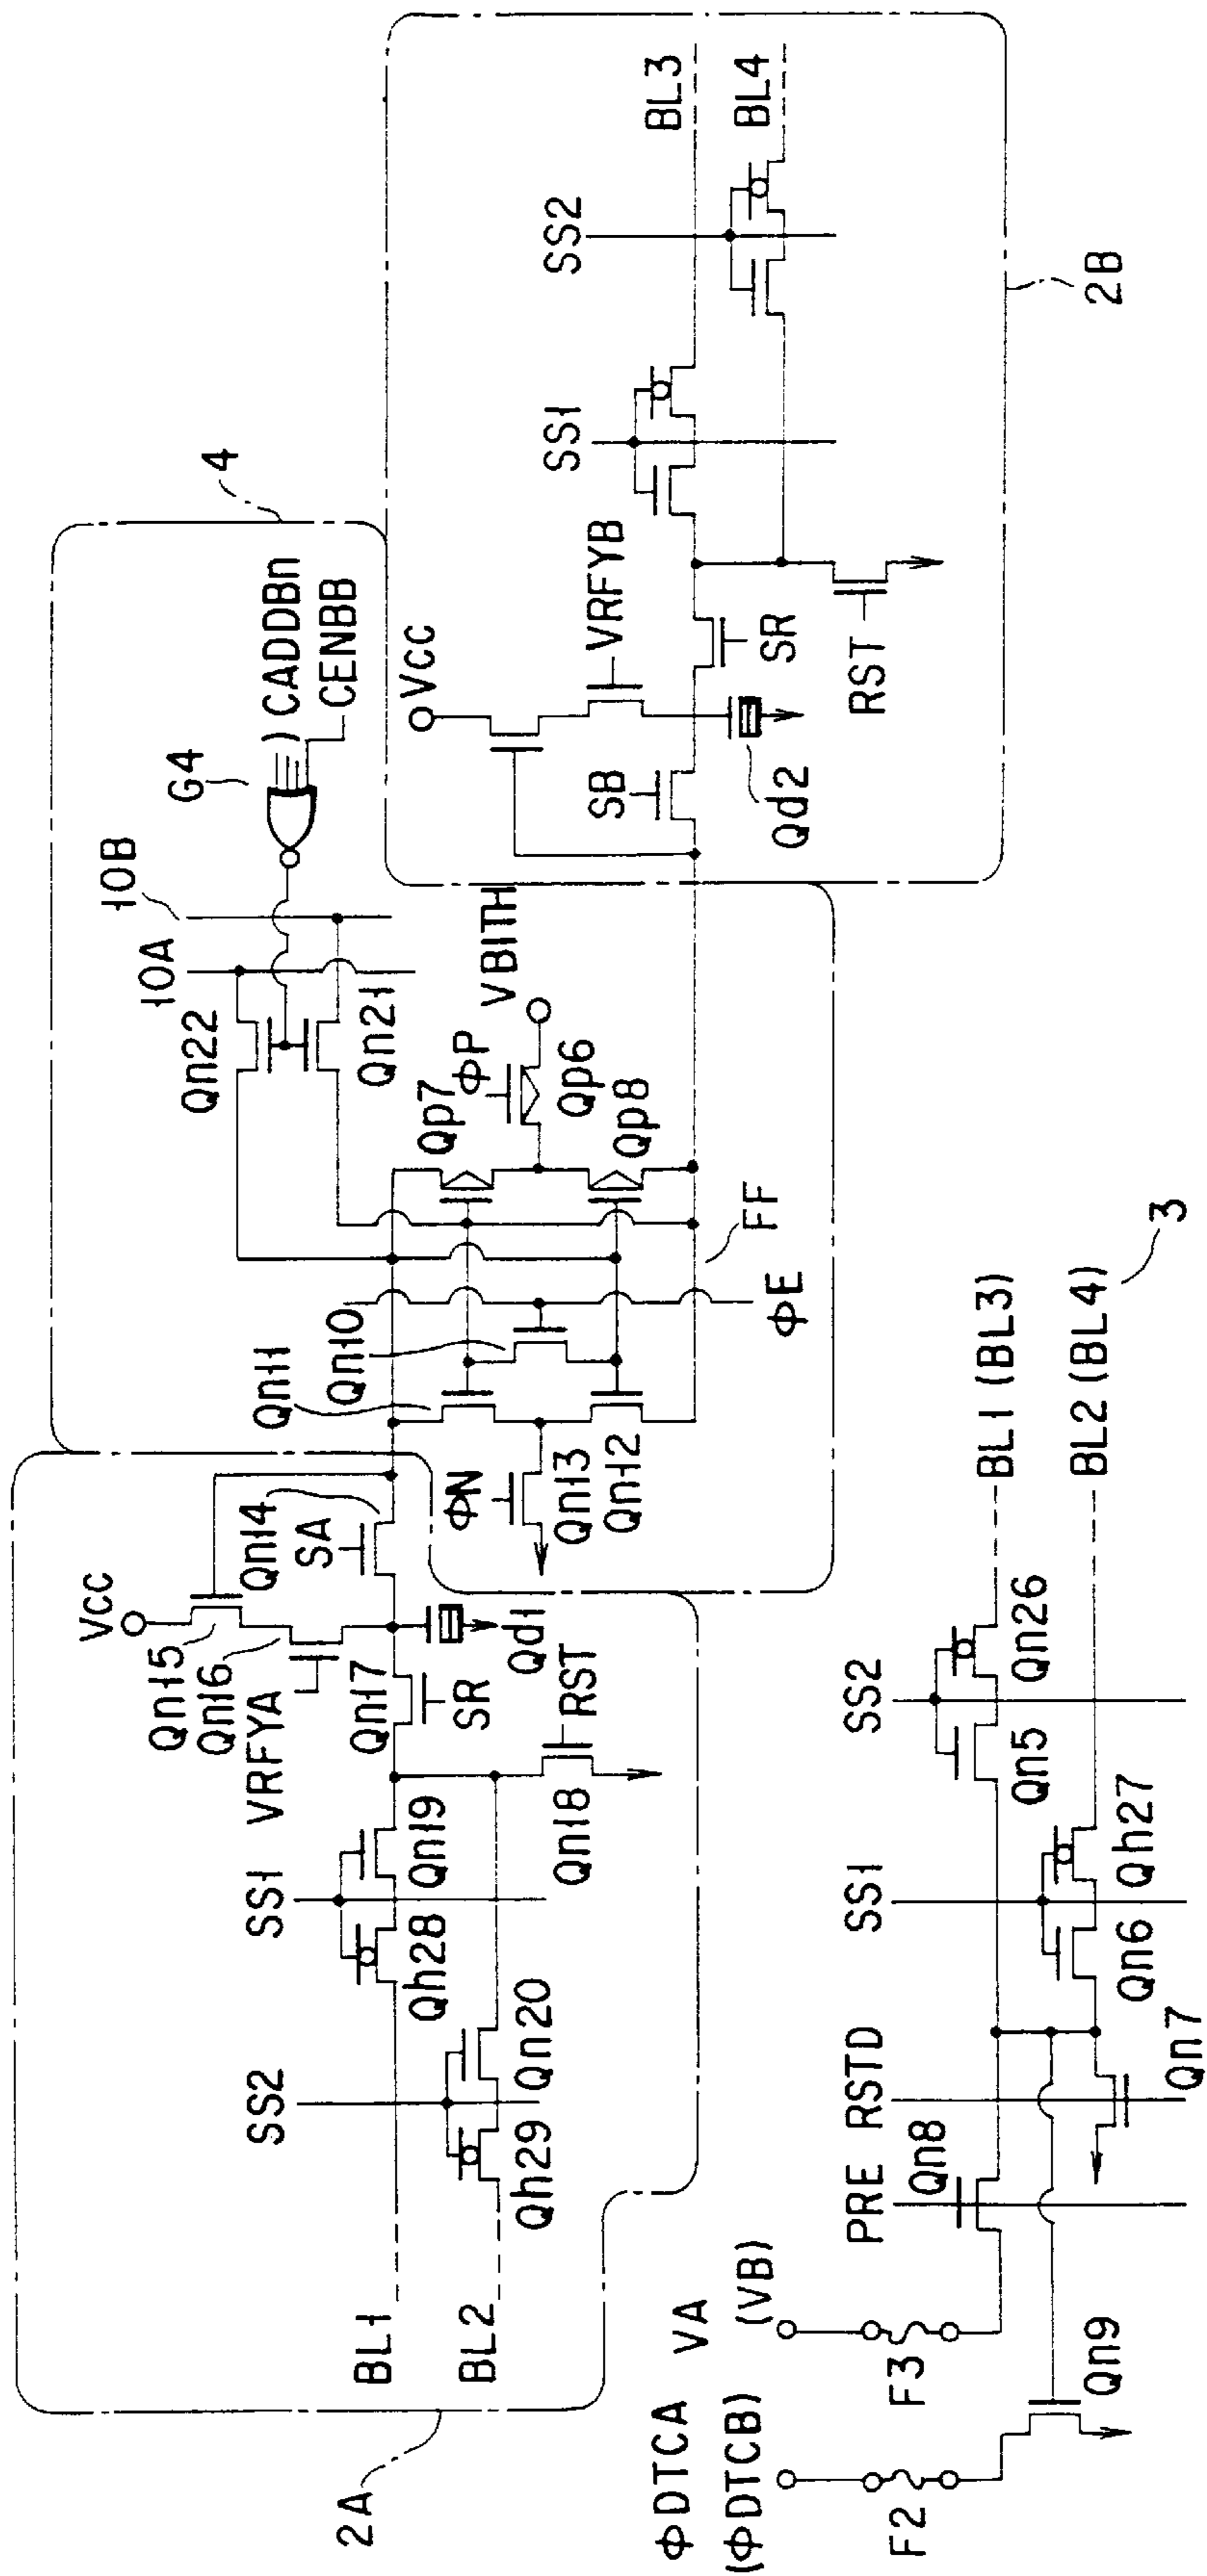 2A
BL1
BL2
SS2
Qh29
Qn20
SS1
Qh28
Qn19
VRFYA
Qn18
RST
SR
Qn17
Qn16
Qn15
Vcc
Qd1
SA
Qn14
4
ΦN
Qn13
Qn12
Qn11
Qn10
ΦE
FF
Qp7
ΦP
Qp6
Qp8
VBITH
Qn22
Qn21
10A
10B
G4
CADDBn
CENBB
2B
SB
Vcc
Qd2
VRFYB
SR
RST
SS1
SS2
BL3
BL4
3
ΦDTCA
(ΦDTCB)
VA
(VB)
F2
F3
Qn9
PRE
Qn8
RSTD
Qn7
SS1
Qn6
Qh27
SS2
Qn5
Qn26
BL1 (BL3)
BL2 (BL4)